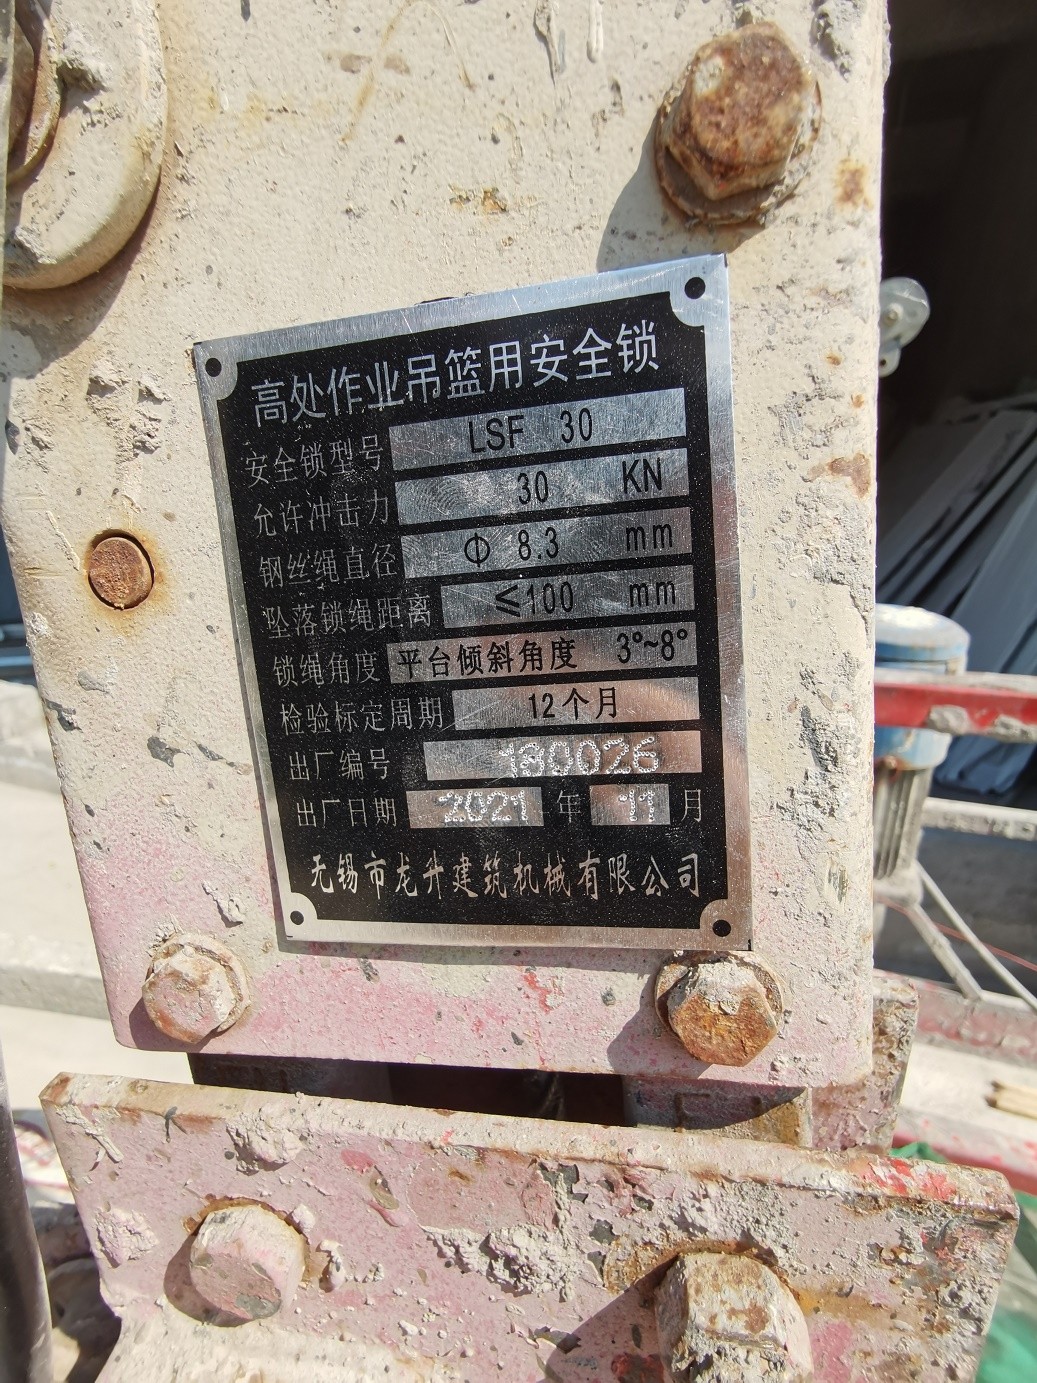 高处作业吊篮用安全锁
安全锁型号 LSF 30
允许冲击力 30 KN
钢丝绳直径 Φ 8.3 mm
坠落锁绳距离 ≤100 mm
锁绳角度 平台倾斜角度 3°~8°
检验标定周期 12个月
出厂编号 180026
出厂日期 2021 年 11 月
无锡市龙升建筑机械有限公司